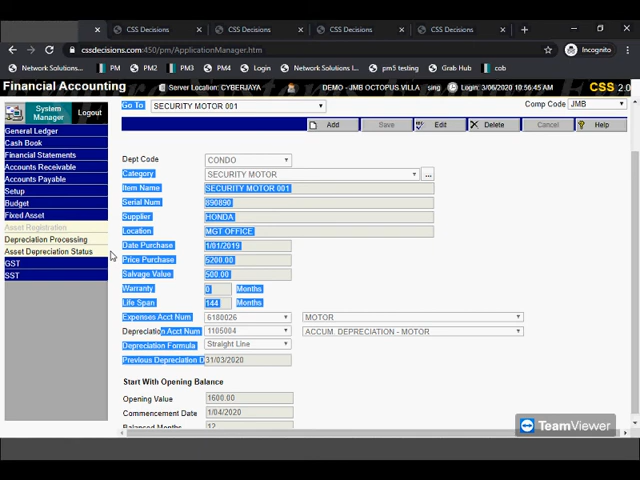 CSS Decisions CSS Decisions CSS Decisions CSS Decisions
cssdecisions.com:450/pm/ApplicationManager.htm Incognito
Network Solutions... PM PM2 PM3 PM4 Login Network Solutions I... pm5 testing Grab Hub cob
Financial Accounting Server Location: CYBERJAYA DEMO - JMB OCTOPUS VILLA sk Login: 3/06/2020 10:56:45 AM CSS 2.0
System Manager Logout
Go To SECURITY MOTOR 001 Comp Code JMB
Add Save Edit Delete Cancel Help
General Ledger
Cash Book
Financial Statements
Accounts Receivable
Accounts Payable
Setup
Budget
Fixed Asset
Asset Registration
Depreciation Processing
Asset Depreciation Status
GST
SST
Dept Code CONDO
Category SECURITY MOTOR ...
Item Name SECURITY MOTOR 001
Serial Num 890890
Supplier HONDA
Location MGT OFFICE
Date Purchase 1/01/2019
Price Purchase 5200.00
Salvage Value 500.00
Warranty 0 Months
Life Span 144 Months
Expenses Acct Num 6180026 MOTOR
Depreciation Acct Num 1105004 ACCUM. DEPRECIATION - MOTOR
Depreciation Formula Straight Line
Previous Depreciation D 31/03/2020
Start With Opening Balance
Opening Value 1600.00
Commencement Date 1/04/2020
Balanced Months 12
TeamViewer